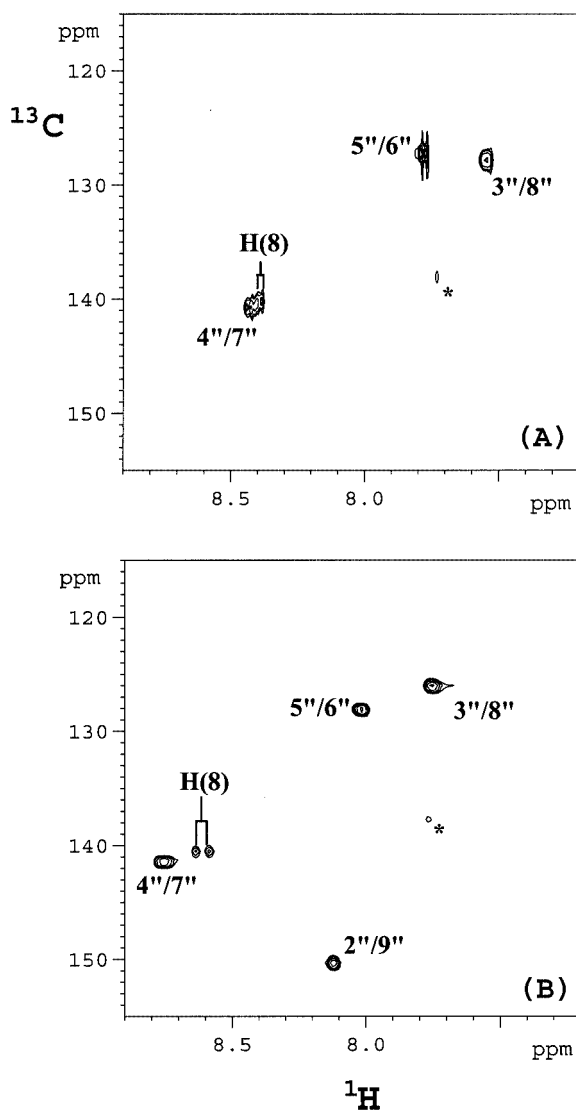 ppm
120
¹³C
5"/6"
130
3"/8"
H(8)
140
*
4"/7"
150
(A)
8.5
8.0
ppm
ppm
120
5"/6"
3"/8"
130
H(8)
*
140
4"/7"
2"/9"
150
(B)
8.5
8.0
ppm
¹H